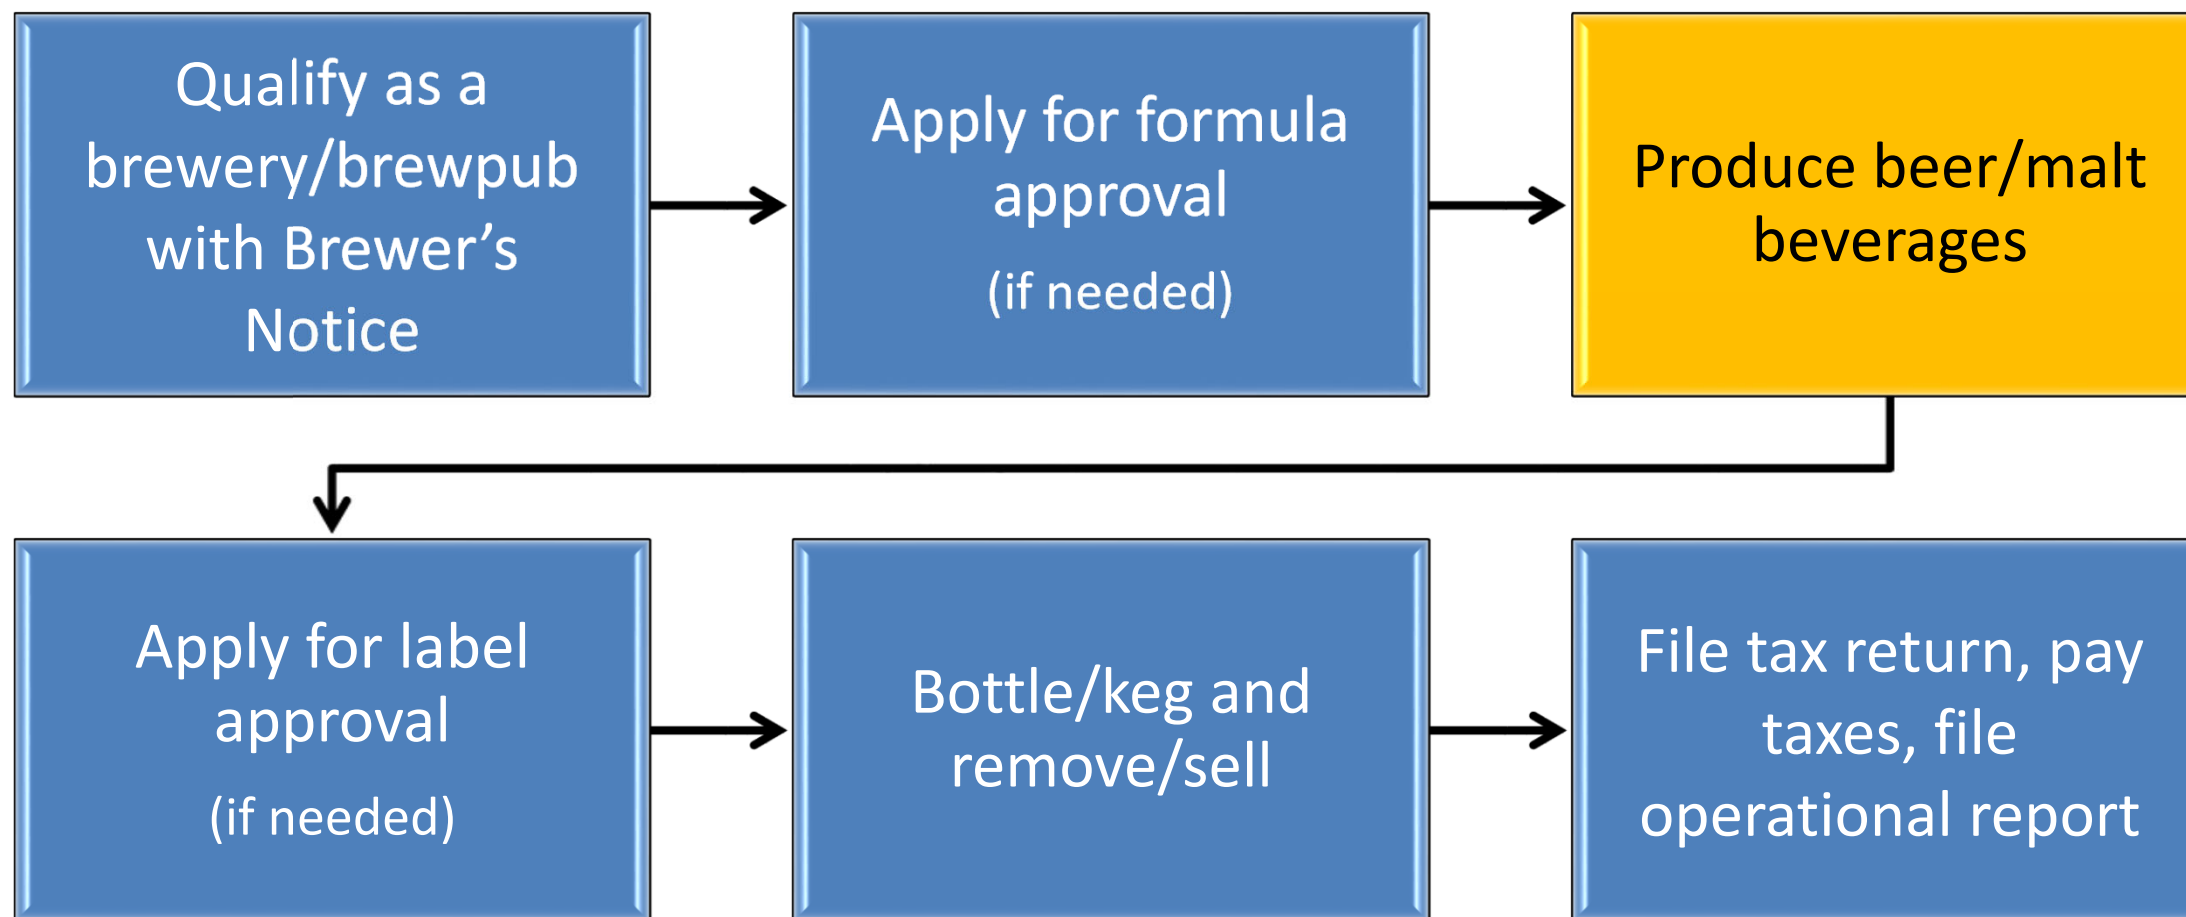 Qualify as a
brewery/brewpub
with Brewer’s
Notice
Apply for formula
approval
(if needed)
Produce beer/malt
beverages
Apply for label
approval
(if needed)
Bottle/keg and
remove/sell
File tax return, pay
taxes, file
operational report